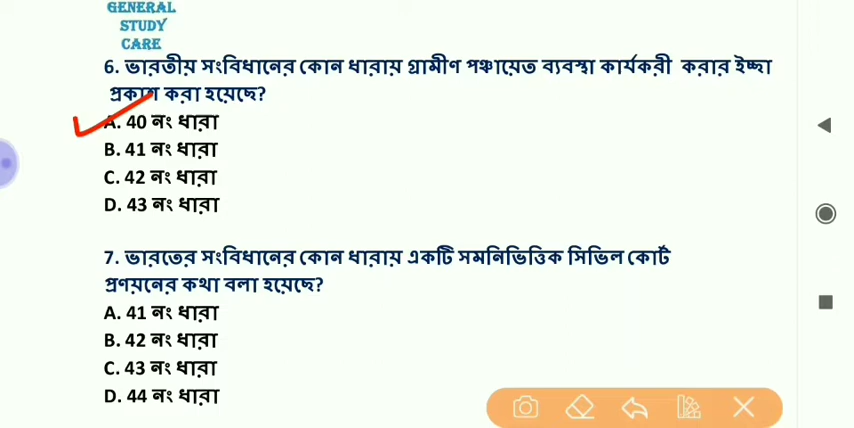 GENERAL
STUDY
CARE
6. ভারতীয় সংবিধানের কোন ধারায় গ্রামীণ পঞ্চায়েত ব্যবস্থা কার্যকরী করার ইচ্ছা
প্রকাশ করা হয়েছে?
A. 40 নং ধারা
B. 41 নং ধারা
C. 42 নং ধারা
D. 43 নং ধারা
7. ভারতের সংবিধানের কোন ধারায় একটি সমনিভিত্তিক সিভিল কোর্ট
প্রণয়নের কথা বলা হয়েছে?
A. 41 নং ধারা
B. 42 নং ধারা
C. 43 নং ধারা
D. 44 নং ধারা